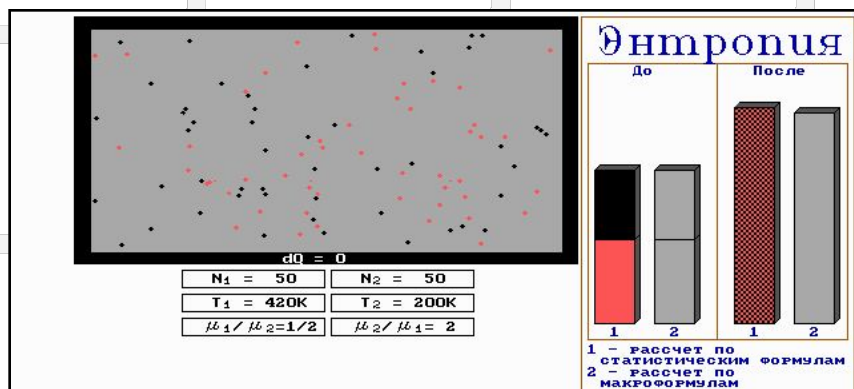 Энтропия
До После
1 2 1 2
dQ = 0
N₁ = 50 N₂ = 50
T₁ = 420K T₂ = 200K
μ₁/μ₂=1/2 μ₂/μ₁= 2
1 - рассчет по
статистическим формулам
2 - рассчет по
макроформулам